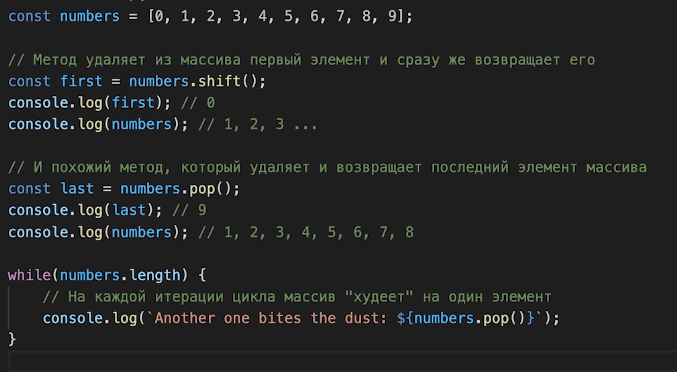 const numbers = [0, 1, 2, 3, 4, 5, 6, 7, 8, 9];
// Метод удаляет из массива первый элемент и сразу же возвращает его
const first = numbers.shift();
console.log(first); // 0
console.log(numbers); // 1, 2, 3 ...
// И похожий метод, который удаляет и возвращает последний элемент массива
const last = numbers.pop();
console.log(last); // 9
console.log(numbers); // 1, 2, 3, 4, 5, 6, 7, 8
while(numbers.length) {
// На каждой итерации цикла массив "худеет" на один элемент
console.log(`Another one bites the dust: ${numbers.pop()}`);
}